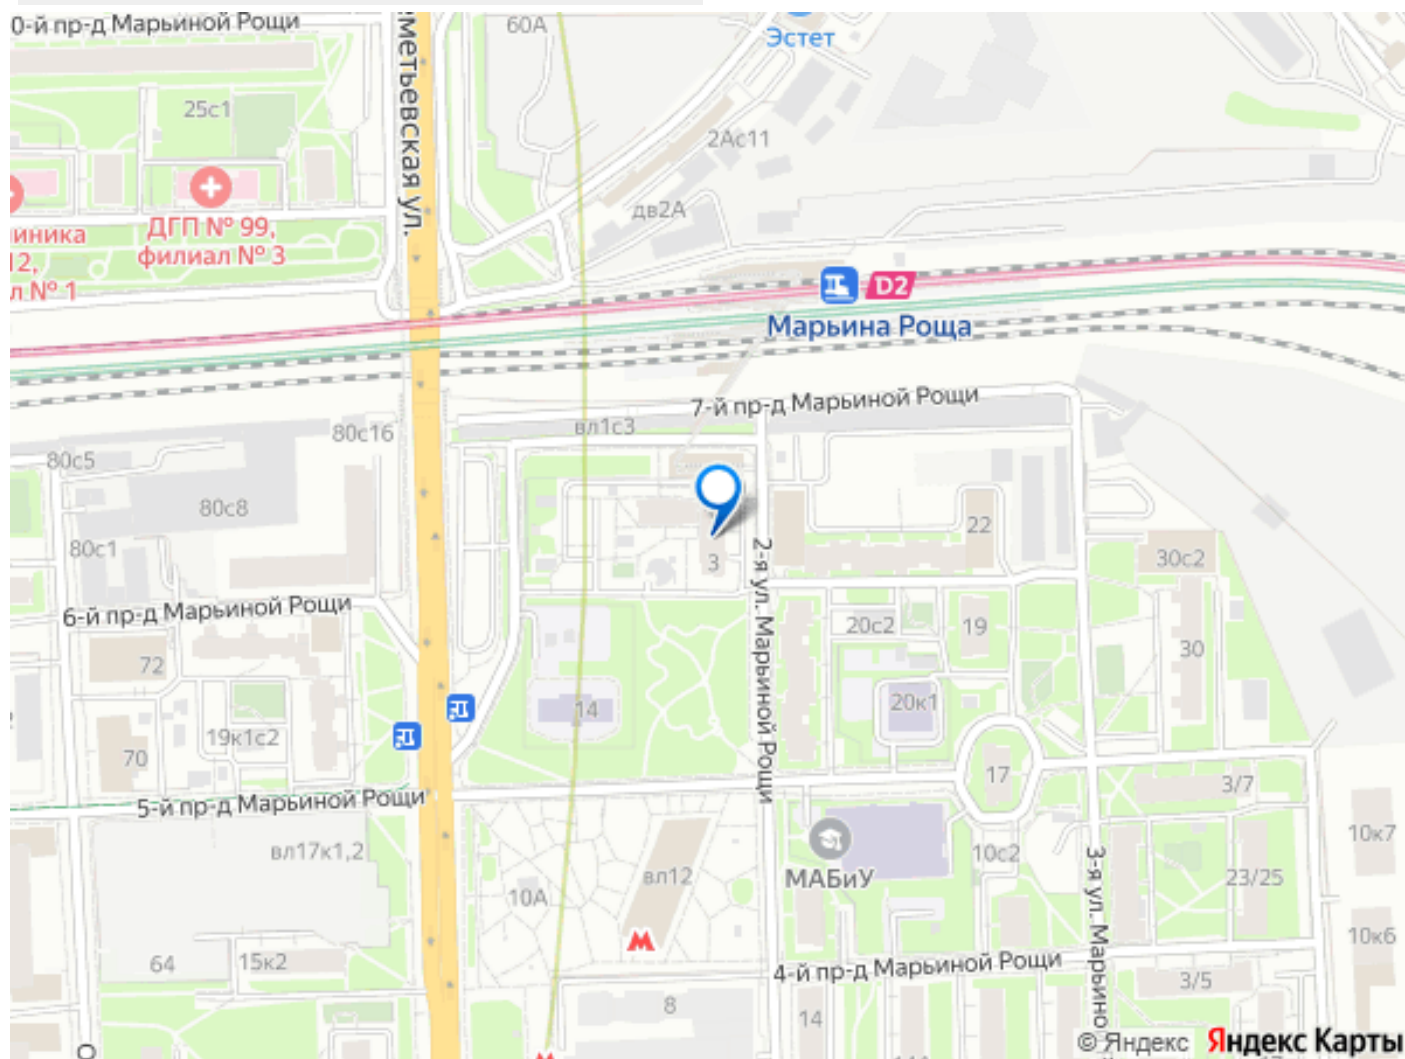 0-й пр-д Марьиной Рощи
60А
Эстет
метьевская ул.
25с1
2Ас11
ДГП № 99,
филиал № 3
иника
12,
л № 1
дв2А
D2
Марьина Роща
7-й пр-д Марьиной Рощи
вл1с3
80с16
80с5
80с8
80с1
3
22
30с2
2-я ул. Марьиной Рощи
6-й пр-д Марьиной Рощи
20с2
19
30
72
14
20к1
19к1с2
70
17
3/7
5-й пр-д Марьиной Рощи
10к7
вл17к1,2
10с2
3-я ул. Марьино
вл12
МАБиУ
23/25
10А
10к6
64
15к2
4-й пр-д Марьиной Рощи
3/5
8
14
© Яндекс Яндекс Карты